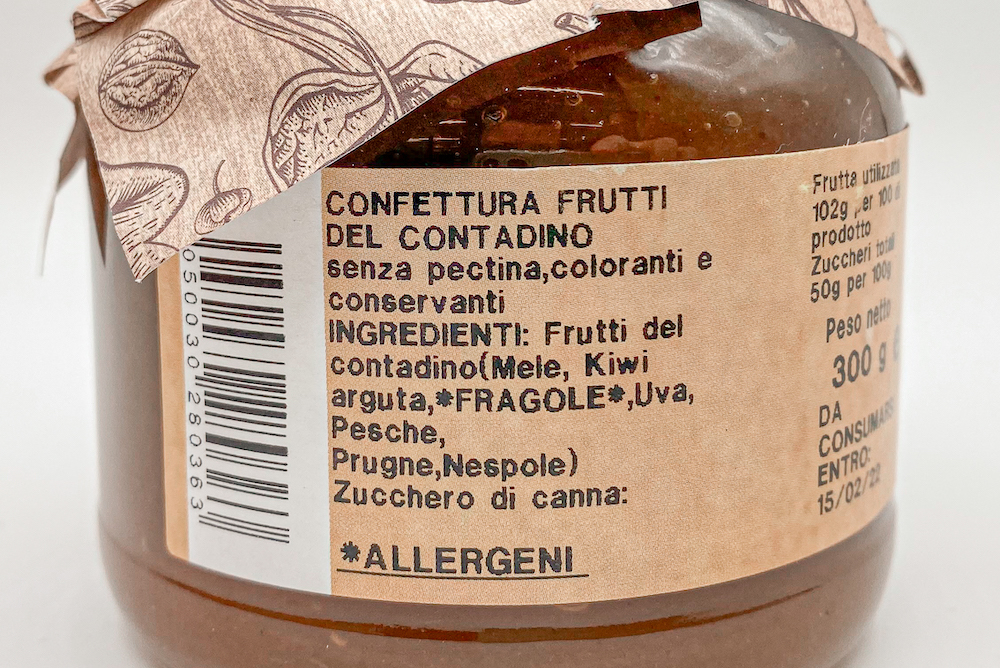 CONFETTURA FRUTTI
DEL CONTADINO
senza pectina,coloranti e
conservanti
INGREDIENTI: Frutti del
contadino(Mele, Kiwi
arguta,*FRAGOLE*,Uva,
Pesche,
Prugne,Nespole)
Zucchero di canna:
*ALLERGENI
Frutta utilizzata
102g per 100 di
prodotto
Zuccheri totali
50g per 100g
Peso netto
300 g
DA
CONSUMARSI
ENTRO:
15/02/22
050030280363